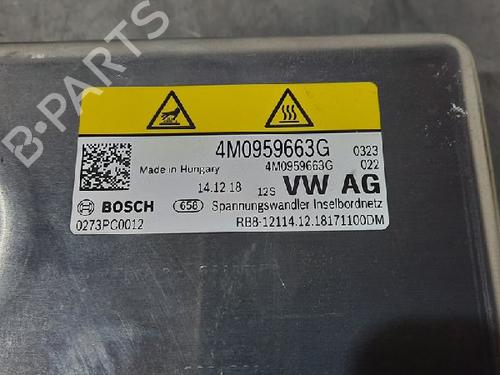 B-PARTS
4M0959663G 0323
Made in Hungary 4M0959663G 022
14.12.18 12S VW AG
BOSCH 658 Spannungswandler Inselbordnetz
0273PC0012 RB8-12114.12.18171100DM